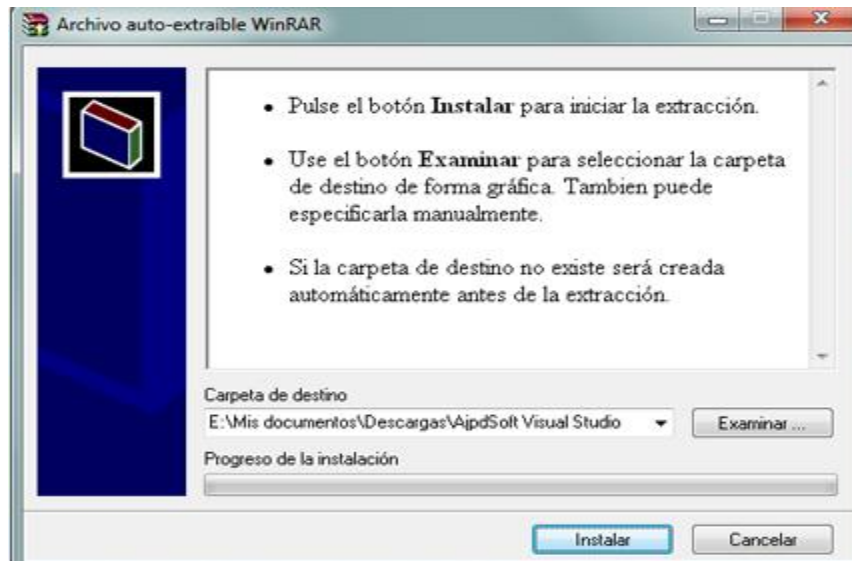 Archivo auto-extraíble WinRAR
Pulse el botón Instalar para iniciar la extracción.
Use el botón Examinar para seleccionar la carpeta
de destino de forma gráfica. Tambien puede
especificarla manualmente.
Si la carpeta de destino no existe será creada
automáticamente antes de la extracción.
Carpeta de destino
E:\Mis documentos\Descargas\AjpdSoft Visual Studio
Examinar ...
Progreso de la instalación
Instalar
Cancelar